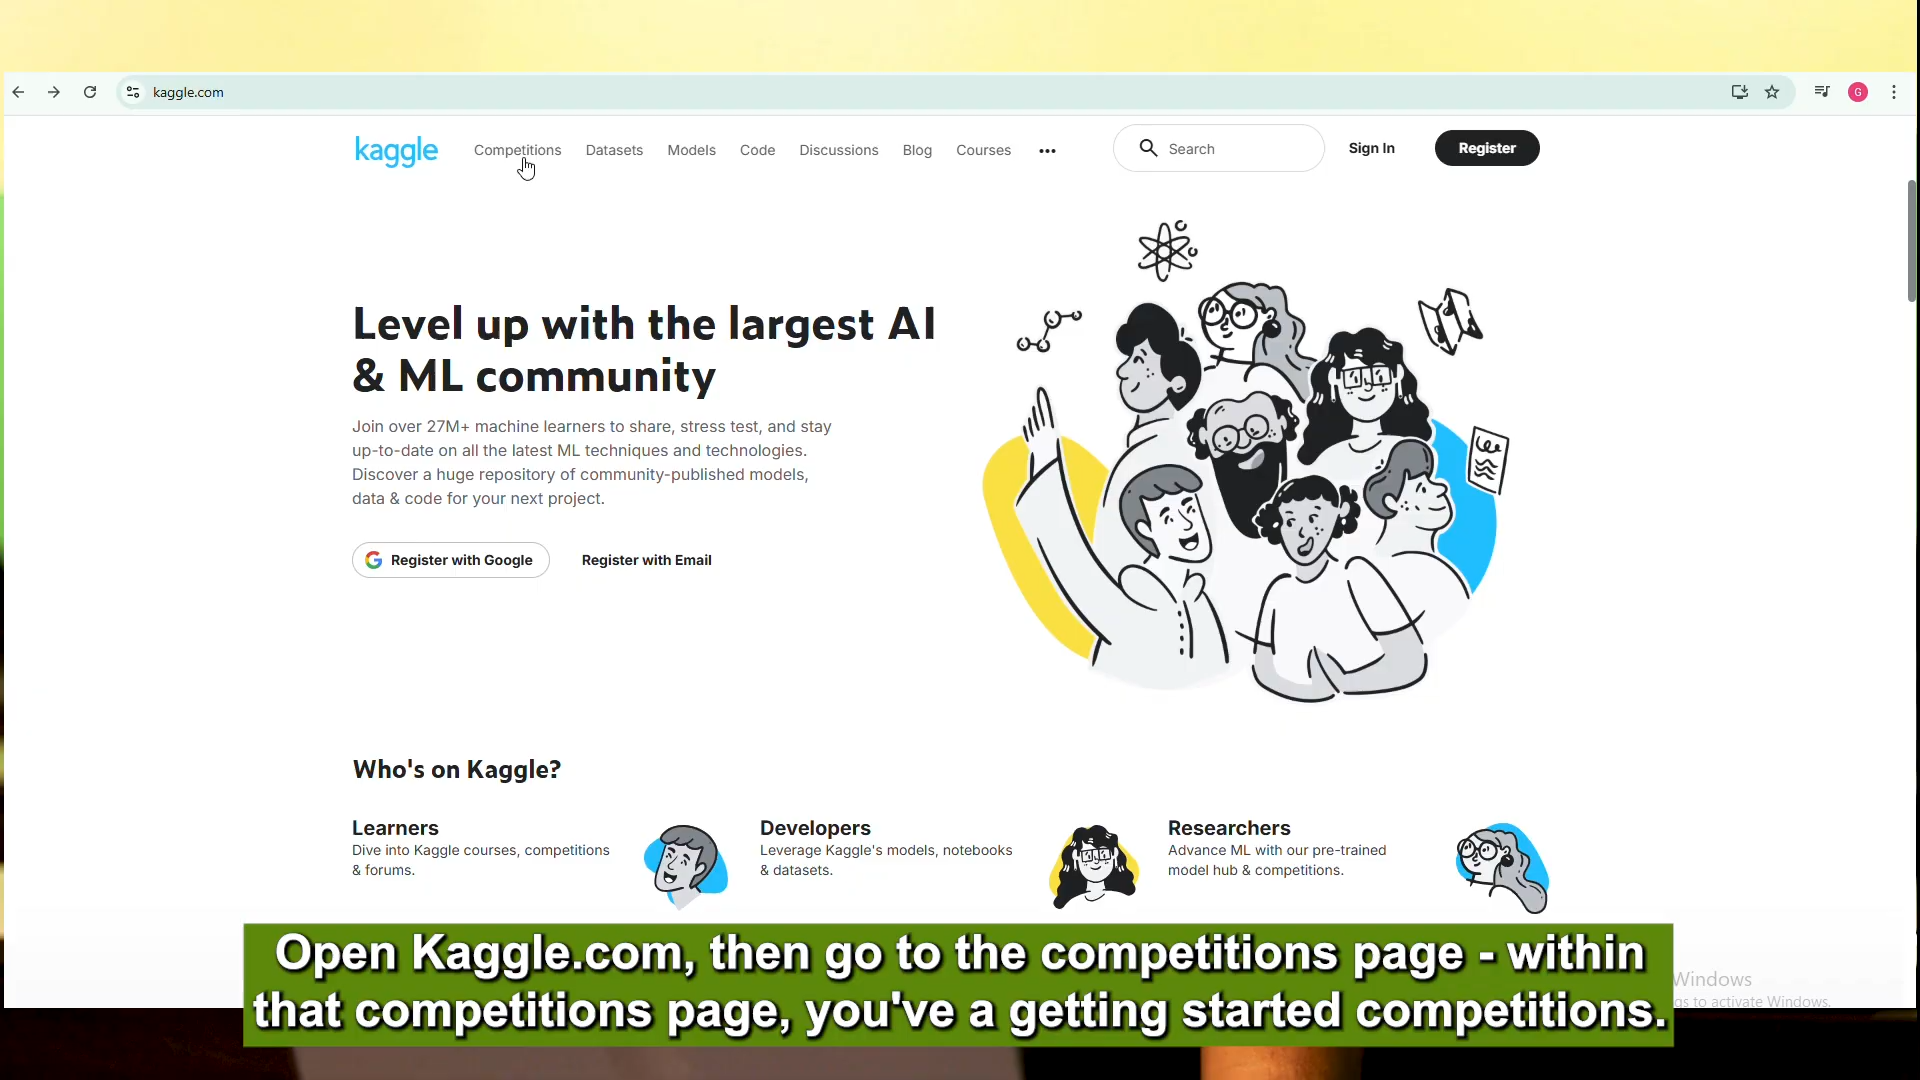 kaggle.com
kaggle Competitions Datasets Models Code Discussions Blog Courses ••• Search Sign In Register
Level up with the largest AI
& ML community
Join over 27M+ machine learners to share, stress test, and stay
up-to-date on all the latest ML techniques and technologies.
Discover a huge repository of community-published models,
data & code for your next project.
Register with Google Register with Email
Who's on Kaggle?
Learners
Dive into Kaggle courses, competitions
& forums.
Developers
Leverage Kaggle's models, notebooks
& datasets.
Researchers
Advance ML with our pre-trained
model hub & competitions.
Open Kaggle.com, then go to the competitions page - within
that competitions page, you've a getting started competitions.
Windows
to activate Windows.
G